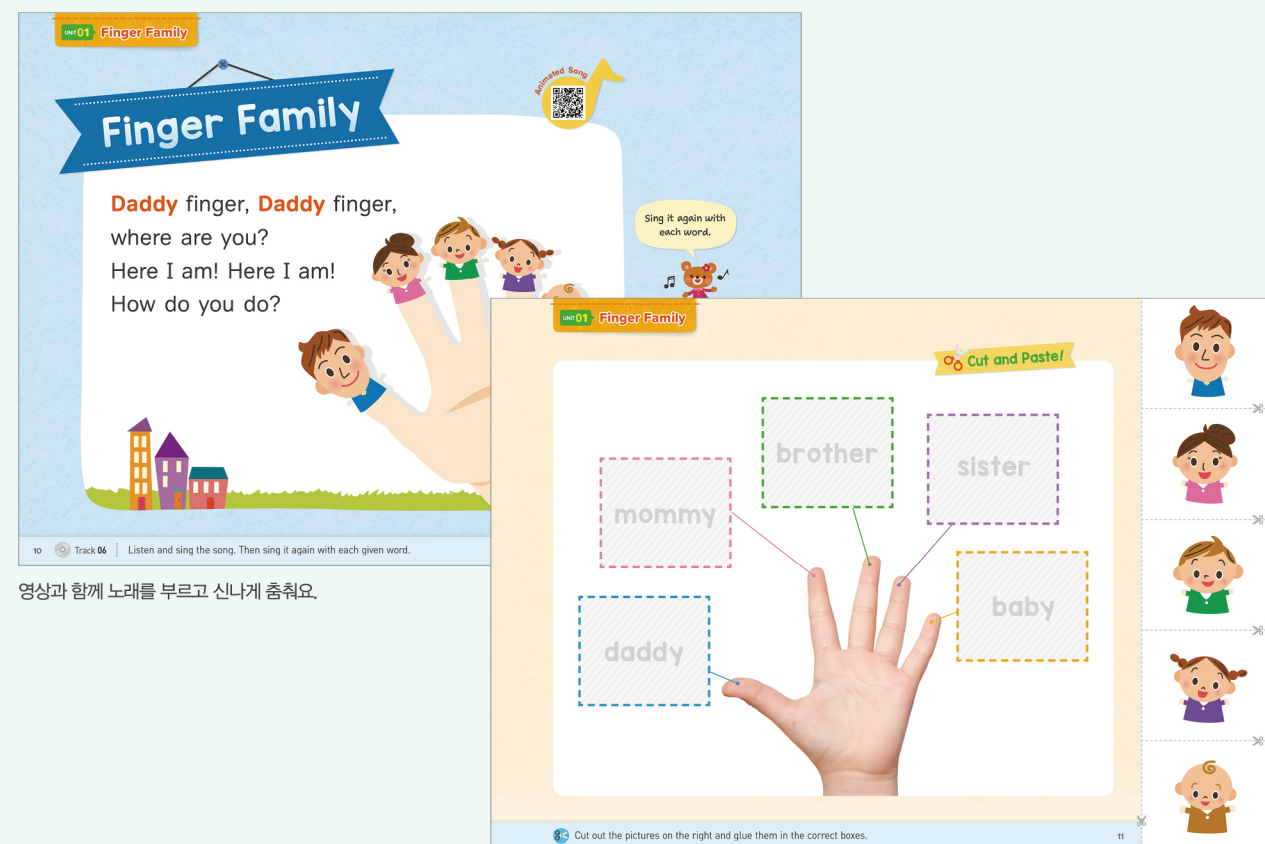 UNIT 01 Finger Family
Finger Family
Animated Song
Daddy finger, Daddy finger,
where are you?
Here I am! Here I am!
How do you do?
Sing it again with
each word.
10 Track 06 Listen and sing the song. Then sing it again with each given word.
영상과 함께 노래를 부르고 신나게 춤춰요.
UNIT 01 Finger Family
Cut and Paste!
brother
sister
mommy
baby
daddy
Cut out the pictures on the right and glue them in the correct boxes.
11